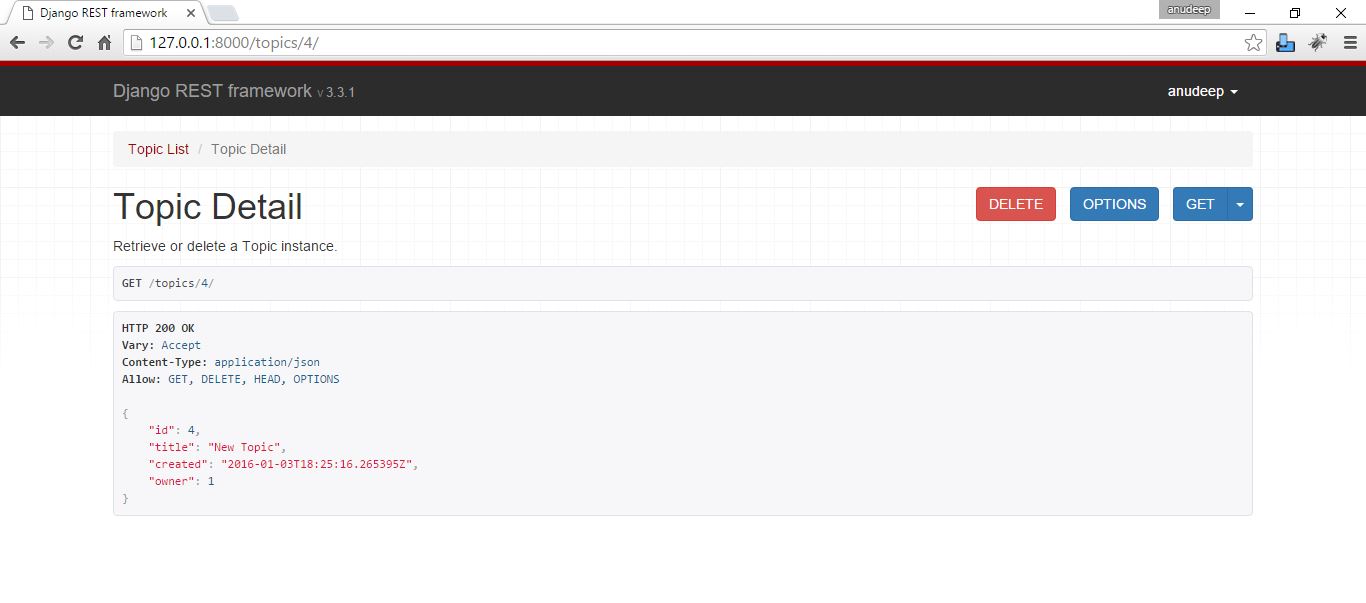 Django REST framework
anudeep
127.0.0.1:8000/topics/4/
Django REST framework v 3.3.1
anudeep
Topic List / Topic Detail
Topic Detail
DELETE OPTIONS GET
Retrieve or delete a Topic instance.
GET /topics/4/
HTTP 200 OK
Vary: Accept
Content-Type: application/json
Allow: GET, DELETE, HEAD, OPTIONS
{
"id": 4,
"title": "New Topic",
"created": "2016-01-03T18:25:16.265395Z",
"owner": 1
}